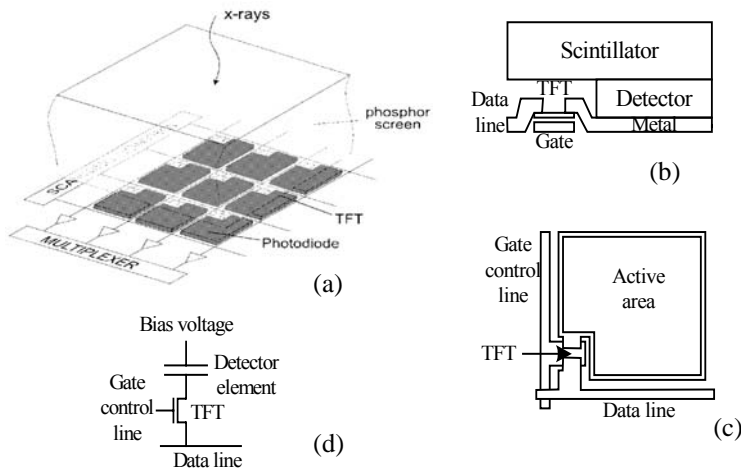 x-rays
phosphor
screen
SCA
TFT
Photodiode
MULTIPLEXER
(a)
Scintillator
TFT
Data
line
Detector
Metal
Gate
(b)
Gate
control
line
Active
area
TFT
Data line
(c)
Bias voltage
Detector
element
Gate
control
line
TFT
Data line
(d)